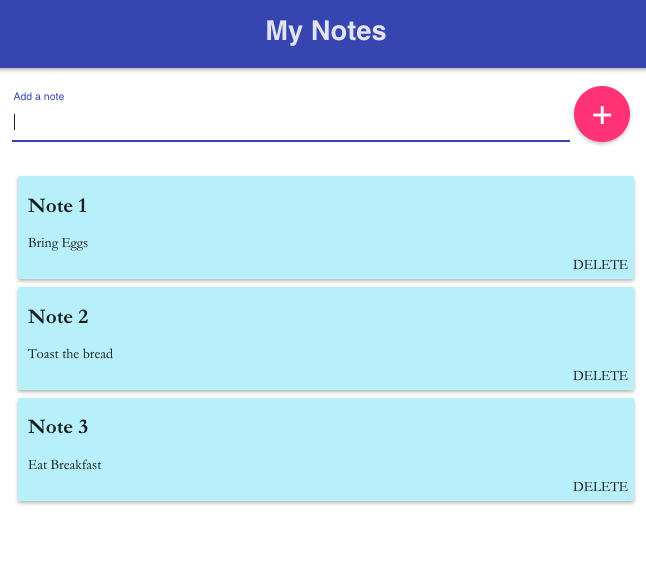 My Notes
Add a note
+
Note 1
Bring Eggs
DELETE
Note 2
Toast the bread
DELETE
Note 3
Eat Breakfast
DELETE